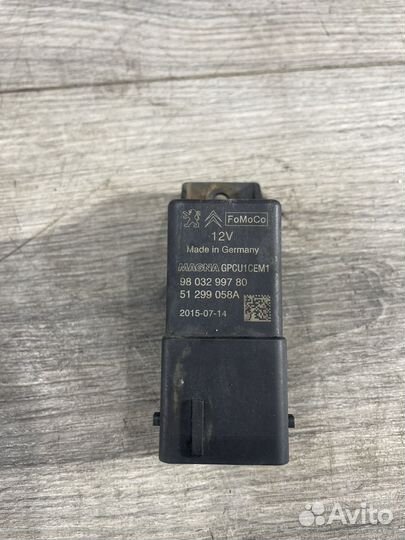 FoMoCo
12V
Made in Germany
MAGNA GPCU1CEM1
98 032 997 80
51 299 058A
2015-07-14
Avito